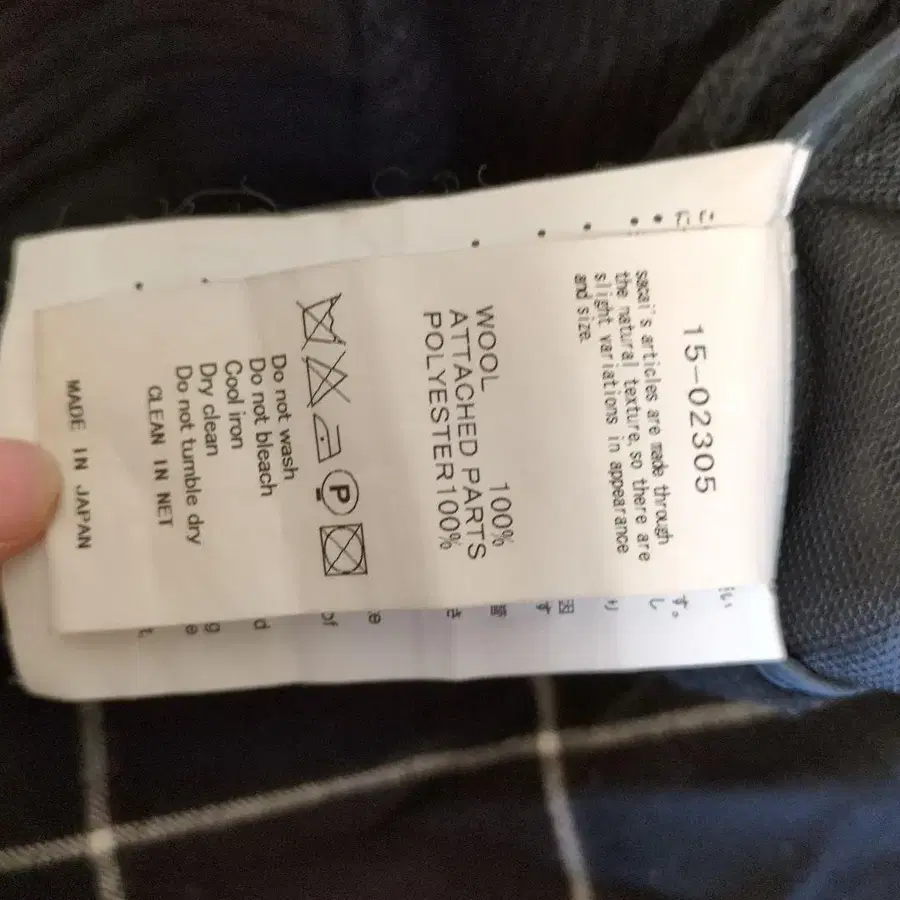 15-02305
sacai's articles are made through
the natural texture, so there are
slight variations in appearance
and size.
WOOL 100%
ATTACHED PARTS
POLYESTER 100%
P
Do not wash
Do not bleach
Cool iron
Dry clean
Do not tumble dry
CLEAN IN NET
MADE IN JAPAN